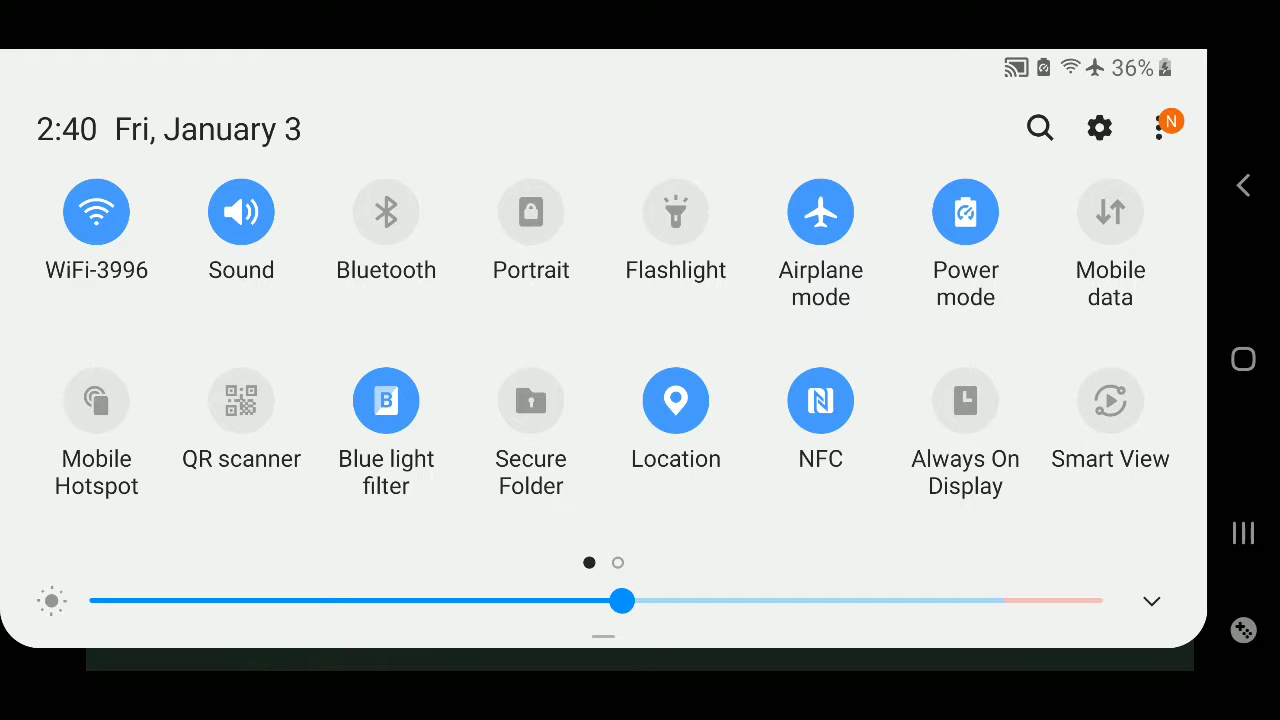 36%
2:40 Fri, January 3
N
WiFi-3996 Sound Bluetooth Portrait Flashlight Airplane mode Power mode Mobile data
Mobile Hotspot QR scanner Blue light filter Secure Folder Location NFC Always On Display Smart View